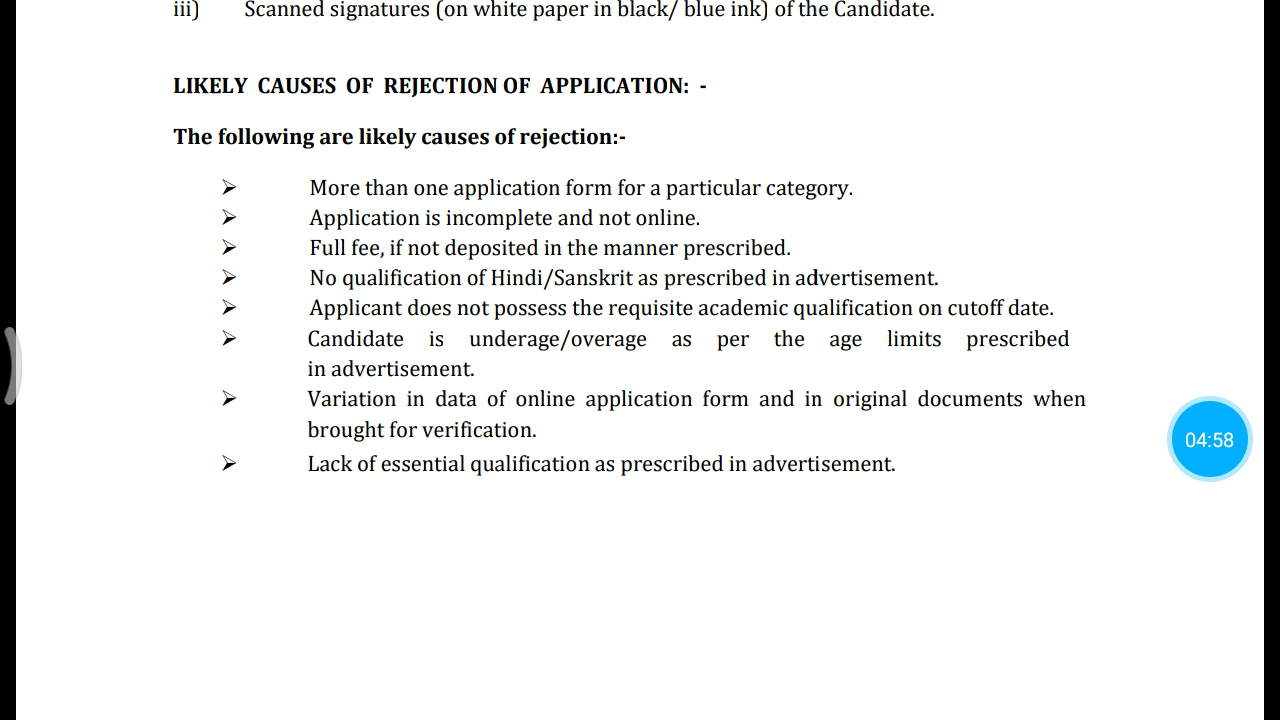 iii) Scanned signatures (on white paper in black/ blue ink) of the Candidate.
LIKELY CAUSES OF REJECTION OF APPLICATION: -
The following are likely causes of rejection:-
➢ More than one application form for a particular category.
➢ Application is incomplete and not online.
➢ Full fee, if not deposited in the manner prescribed.
➢ No qualification of Hindi/Sanskrit as prescribed in advertisement.
➢ Applicant does not possess the requisite academic qualification on cutoff date.
➢ Candidate is underage/overage as per the age limits prescribed
in advertisement.
➢ Variation in data of online application form and in original documents when
brought for verification.
04:58
➢ Lack of essential qualification as prescribed in advertisement.